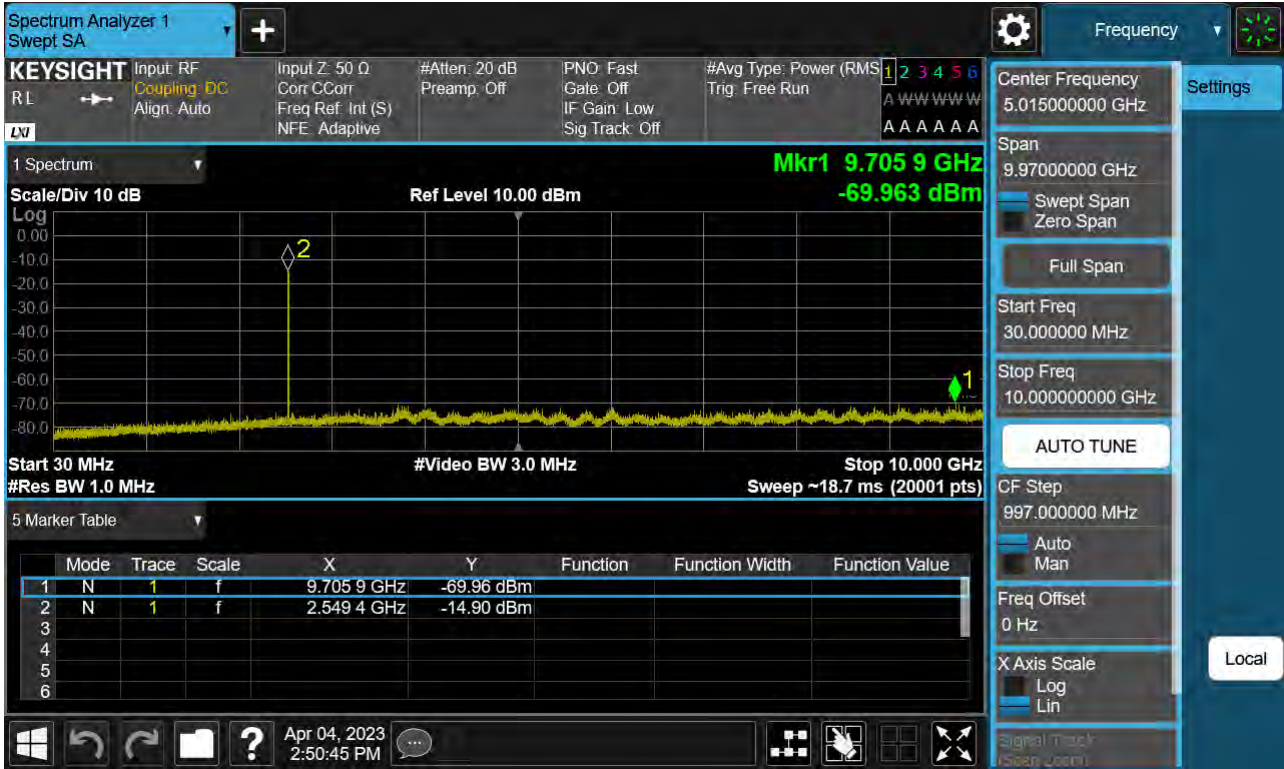 Spectrum Analyzer 1
Swept SA
+
Frequency
KEYSIGHT
RL
LXI
Input: RF
Coupling: DC
Align: Auto
Input Z: 50 Ω
Corr CCorr
Freq Ref: Int (S)
NFE: Adaptive
#Atten: 20 dB
Preamp: Off
PNO: Fast
Gate: Off
IF Gain: Low
Sig Track: Off
#Avg Type: Power (RMS
Trig: Free Run
1 2 3 4 5 6
A W W W W W
A A A A A A
1 Spectrum
Scale/Div 10 dB
Ref Level 10.00 dBm
Mkr1 9.705 9 GHz
-69.963 dBm
Log
0.00
-10.0
-20.0
-30.0
-40.0
-50.0
-60.0
-70.0
-80.0
2
1
Start 30 MHz
#Video BW 3.0 MHz
Stop 10.000 GHz
#Res BW 1.0 MHz
Sweep ~18.7 ms (20001 pts)
5 Marker Table
Mode Trace Scale X Y Function Function Width Function Value
1 N 1 f 9.705 9 GHz -69.96 dBm
2 N 1 f 2.549 4 GHz -14.90 dBm
3
4
5
6
?
Apr 04, 2023
2:50:45 PM
Center Frequency
5.015000000 GHz
Settings
Span
9.97000000 GHz
Swept Span
Zero Span
Full Span
Start Freq
30.000000 MHz
Stop Freq
10.000000000 GHz
AUTO TUNE
CF Step
997.000000 MHz
Auto
Man
Freq Offset
0 Hz
X Axis Scale
Log
Lin
Local
Signal Track
(Span Zoom)